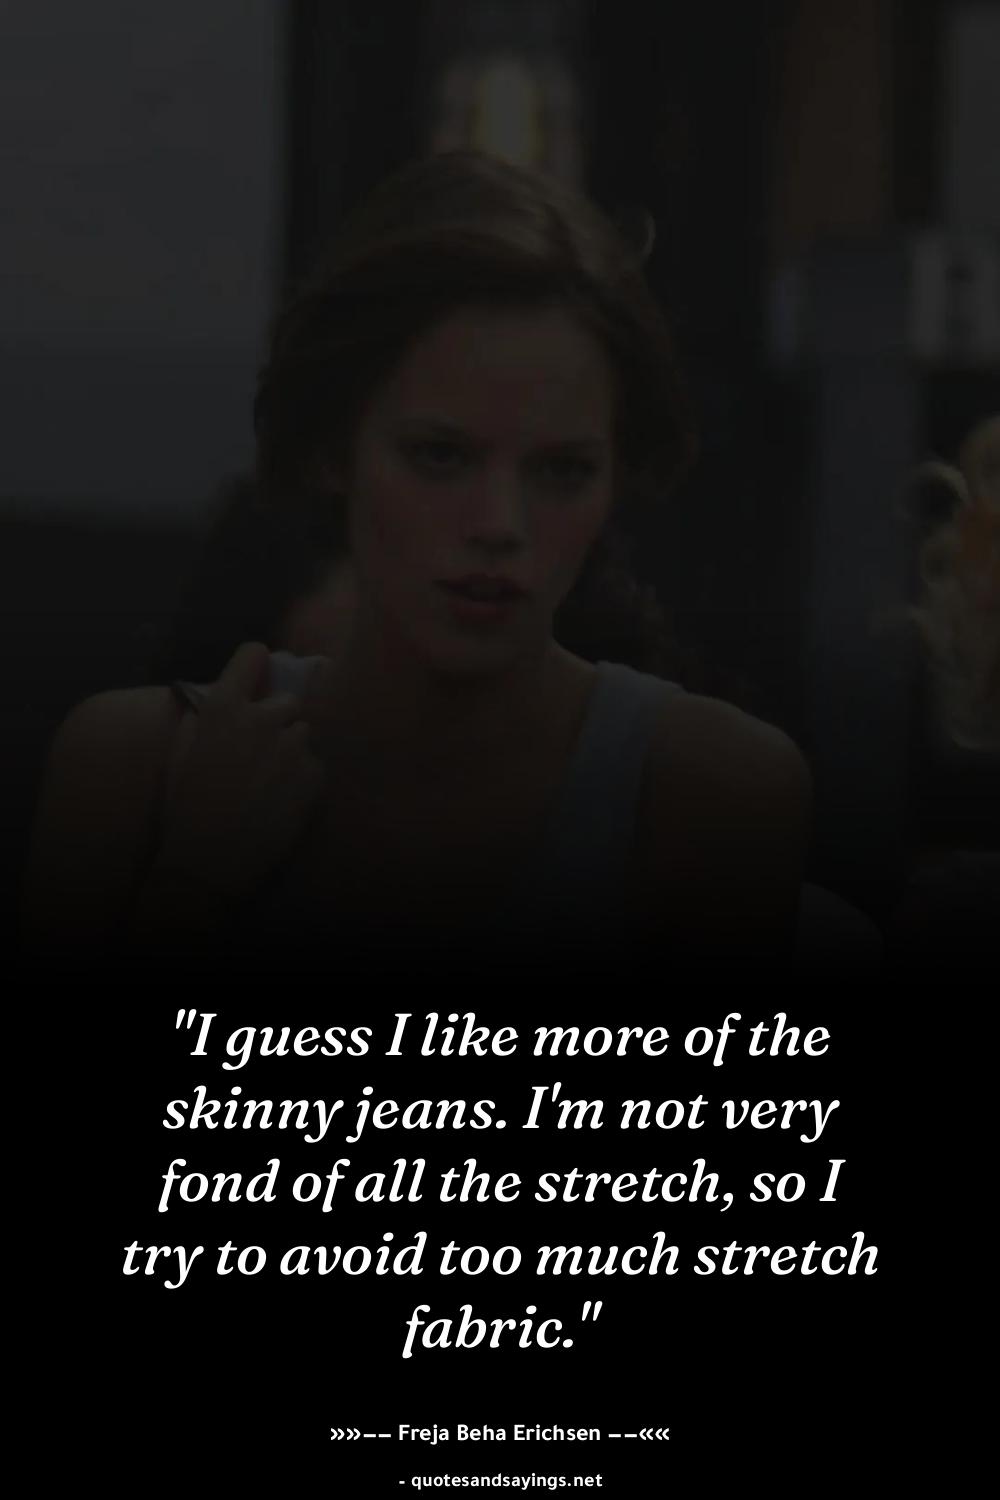 "I guess I like more of the
skinny jeans. I'm not very
fond of all the stretch, so I
try to avoid too much stretch
fabric."
»»−− Freja Beha Erichsen −−««
- quotesandsayings.net